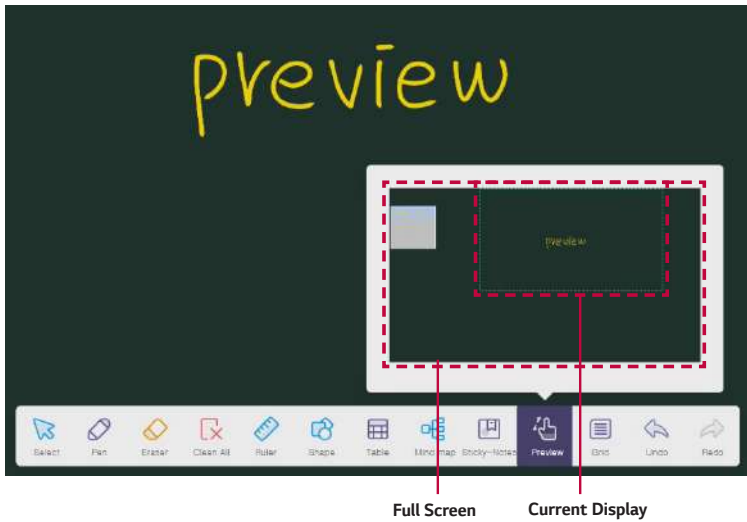 preview
preview
Select Pen Eraser Clean All Ruler Shape Table Mind map Sticky-Notes Preview Grid Undo Redo
Full Screen Current Display